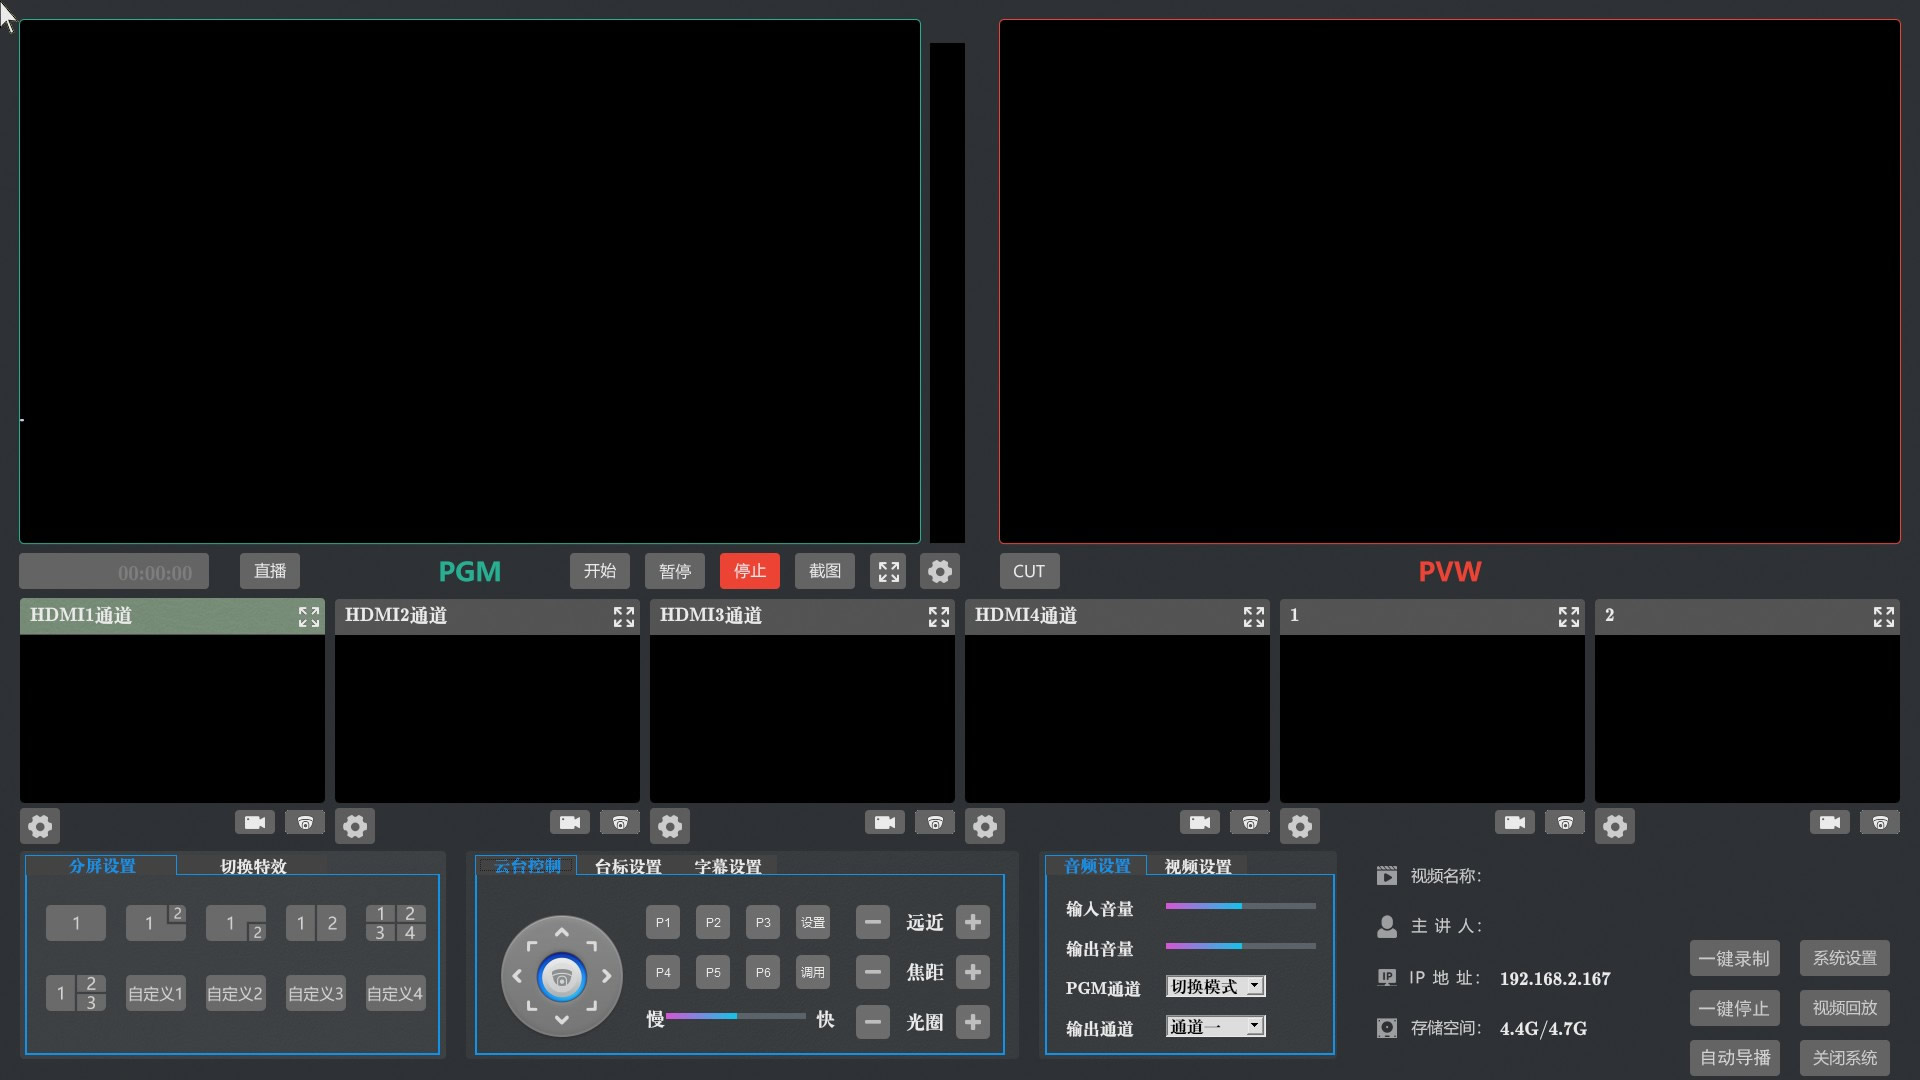 00:00:00 直播 PGM 开始 暂停 停止 截图 CUT PVW
HDMI1通道 HDMI2通道 HDMI3通道 HDMI4通道 1 2
分屏设置 切换特效
1 1 2 1 2 1 2 1 2 3 4
1 2 3 自定义1 自定义2 自定义3 自定义4
云台控制 台标设置 字幕设置
P1 P2 P3 设置 远近
P4 P5 P6 调用 焦距
慢 快 光圈
音频设置 视频设置
输入音量
输出音量
PGM通道 切换模式
输出通道 通道一
视频名称:
主 讲 人:
IP 地 址: 192.168.2.167
存储空间: 4.4G/4.7G
一键录制 系统设置
一键停止 视频回放
自动导播 关闭系统